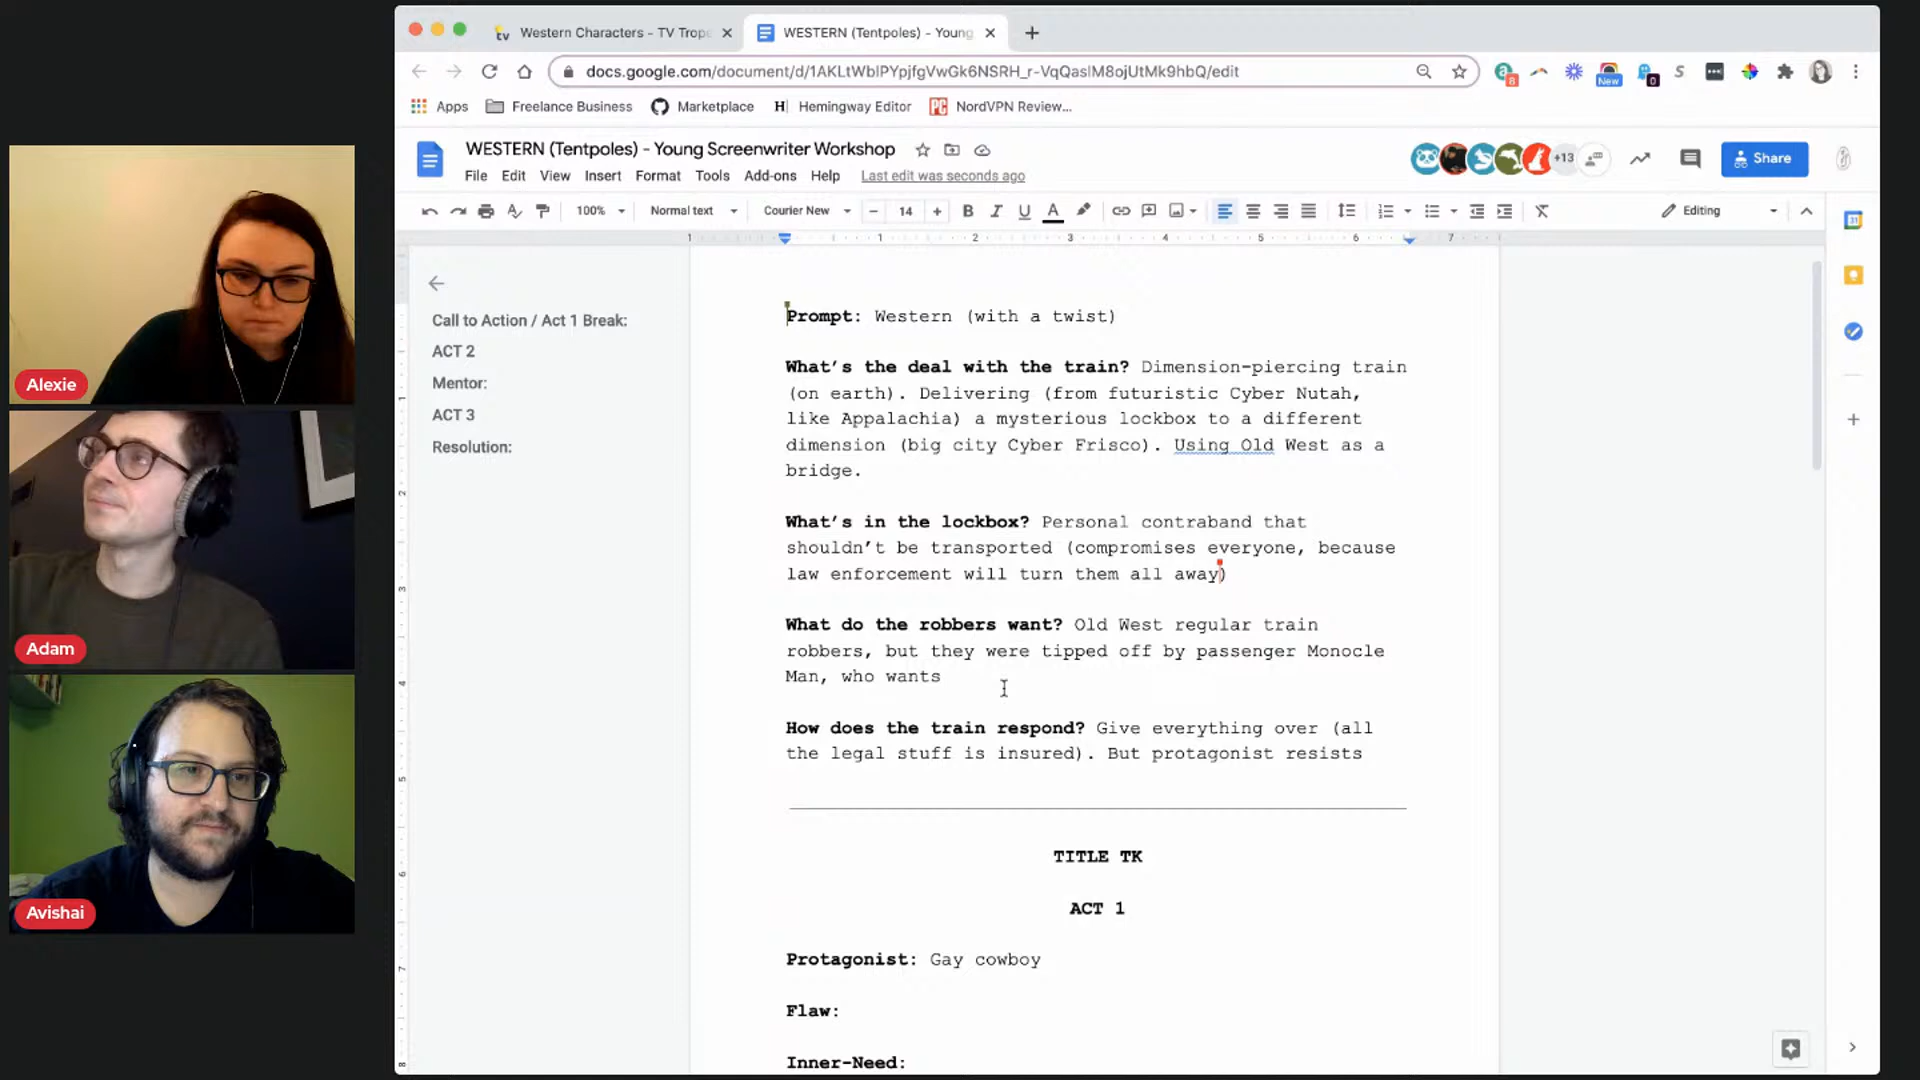 Western Characters - TV Trope
WESTERN (Tentpoles) - Young
docs.google.com/document/d/1AKLtWbIPYpjfgVwGk6NSRH_r-VqQaslM8ojUtMk9hbQ/edit
8
New
0
Apps
Freelance Business
Marketplace
Hemingway Editor
NordVPN Review...
WESTERN (Tentpoles) - Young Screenwriter Workshop
+13
Share
File
Edit
View
Insert
Format
Tools
Add-ons
Help
Last edit was seconds ago
100%
Normal text
Courier New
14
Editing
Call to Action / Act 1 Break:
ACT 2
Mentor:
ACT 3
Resolution:
Prompt: Western (with a twist)
What's the deal with the train? Dimension-piercing train
(on earth). Delivering (from futuristic Cyber Nutah,
like Appalachia) a mysterious lockbox to a different
dimension (big city Cyber Frisco). Using Old West as a
bridge.
What's in the lockbox? Personal contraband that
shouldn't be transported (compromises everyone, because
law enforcement will turn them all away)
What do the robbers want? Old West regular train
robbers, but they were tipped off by passenger Monocle
Man, who wants
How does the train respond? Give everything over (all
the legal stuff is insured). But protagonist resists
TITLE TK
ACT 1
Protagonist: Gay cowboy
Flaw:
Inner-Need:
Alexie
Adam
Avishai